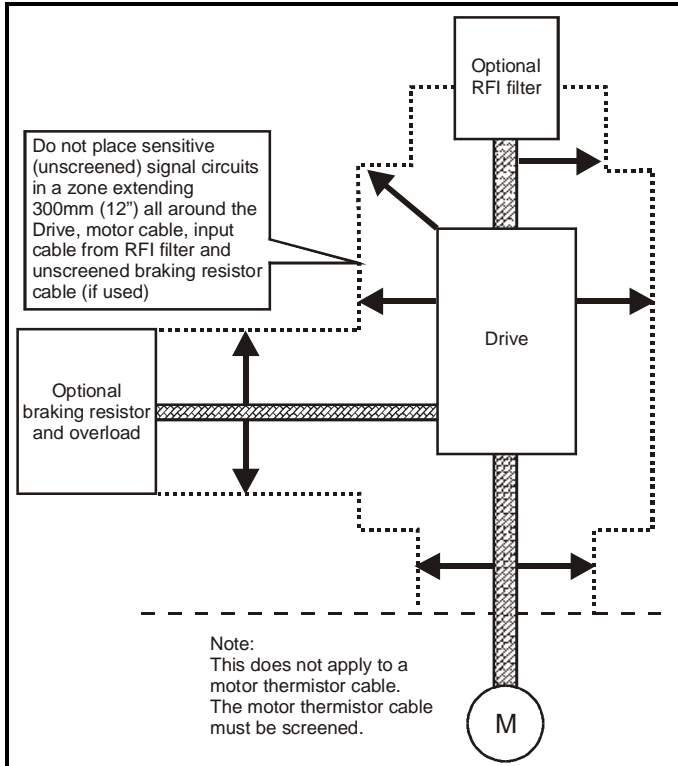 Optional
RFI filter
Do not place sensitive
(unscreened) signal circuits
in a zone extending
300mm (12”) all around the
Drive, motor cable, input
cable from RFI filter and
unscreened braking resistor
cable (if used)
Drive
Optional
braking resistor
and overload
Note:
This does not apply to a
motor thermistor cable.
The motor thermistor cable
must be screened.
M